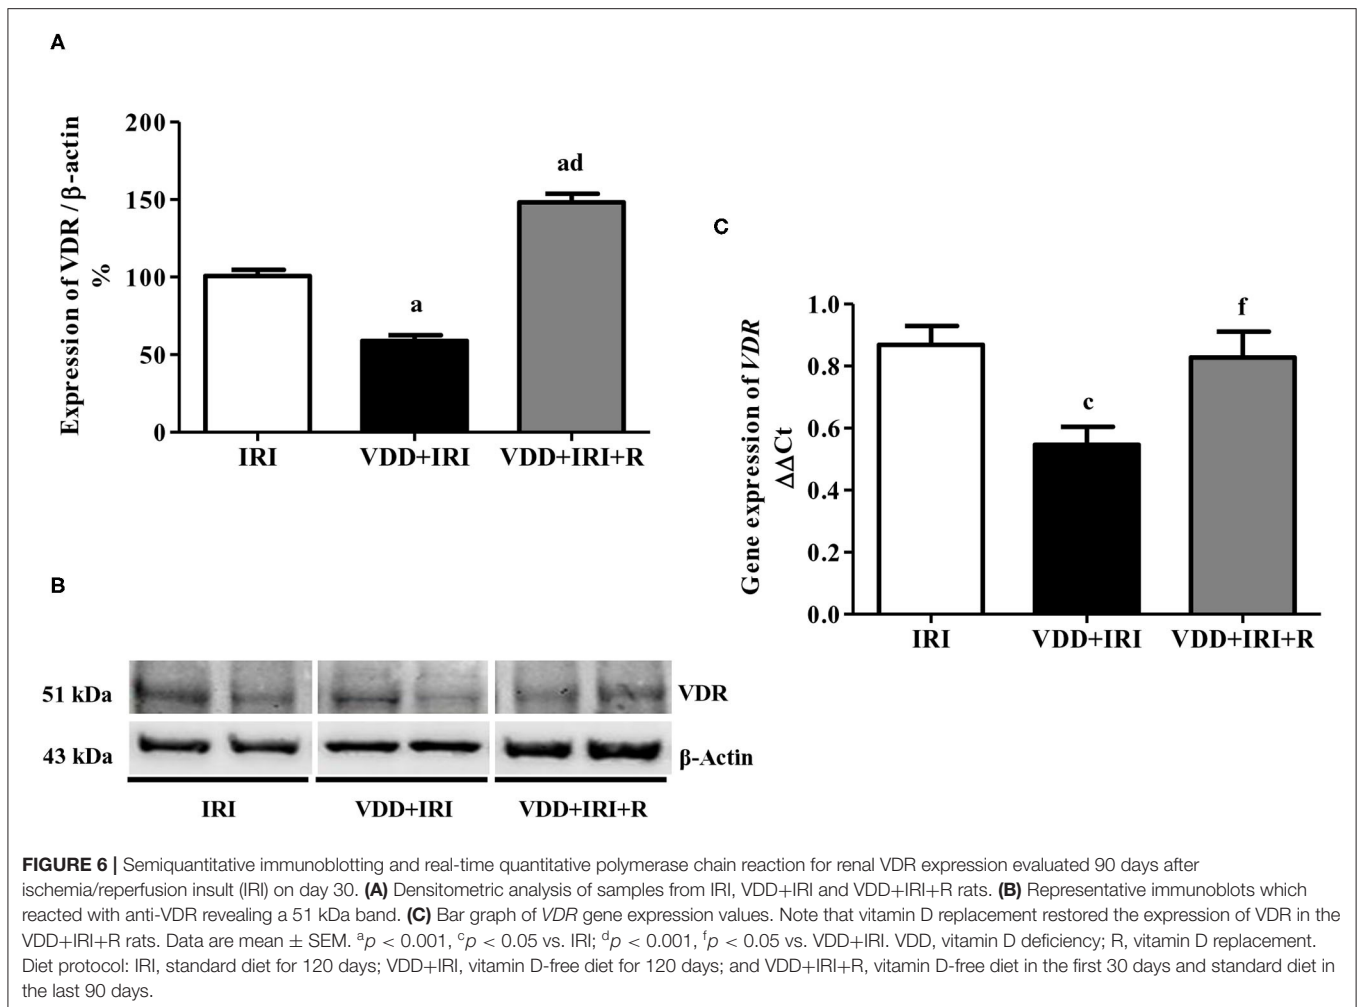 A
200
150
100
50
0
Expression of VDR / β-actin
%
a
ad
IRI VDD+IRI VDD+IRI+R
C
1.0
0.8
0.6
0.4
0.2
0.0
Gene expression of VDR
ΔΔCt
c
f
IRI VDD+IRI VDD+IRI+R
B
51 kDa VDR
43 kDa β-Actin
IRI VDD+IRI VDD+IRI+R
FIGURE 6 | Semiquantitative immunoblotting and real-time quantitative polymerase chain reaction for renal VDR expression evaluated 90 days after
ischemia/reperfusion insult (IRI) on day 30. (A) Densitometric analysis of samples from IRI, VDD+IRI and VDD+IRI+R rats. (B) Representative immunoblots which
reacted with anti-VDR revealing a 51 kDa band. (C) Bar graph of VDR gene expression values. Note that vitamin D replacement restored the expression of VDR in the
VDD+IRI+R rats. Data are mean ± SEM. ᵃp < 0.001, ᶜp < 0.05 vs. IRI; ᵈp < 0.001, ᶠp < 0.05 vs. VDD+IRI. VDD, vitamin D deficiency; R, vitamin D replacement.
Diet protocol: IRI, standard diet for 120 days; VDD+IRI, vitamin D-free diet for 120 days; and VDD+IRI+R, vitamin D-free diet in the first 30 days and standard diet in
the last 90 days.